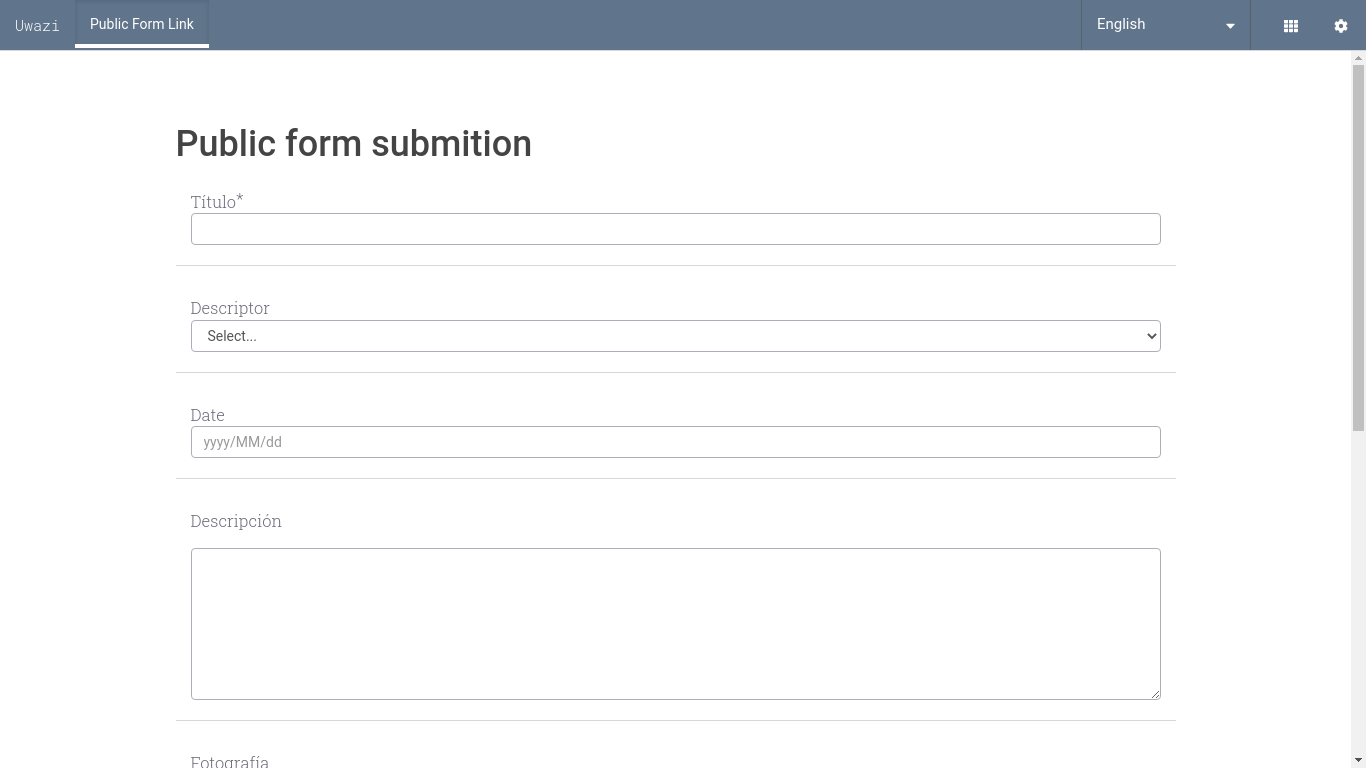 Uwazi
Public Form Link
English
Public form submition
Título*
Descriptor
Select...
Date
yyyy/MM/dd
Descripción
Fotografía